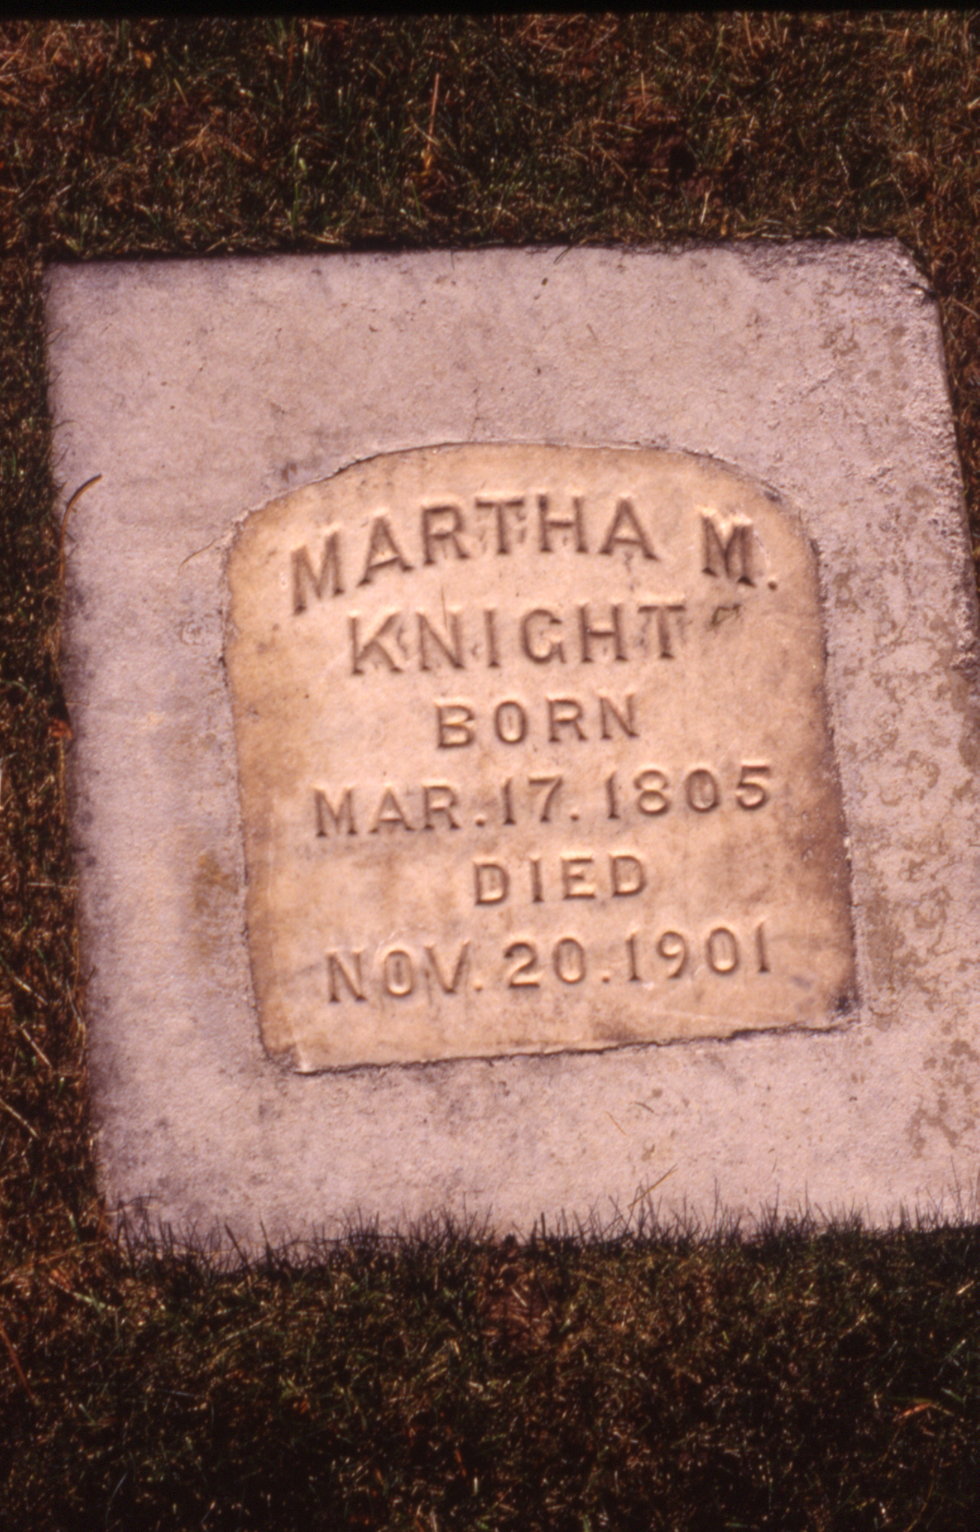 MARTHA M.
KNIGHT
BORN
MAR. 17. 1805
DIED
NOV. 20. 1901